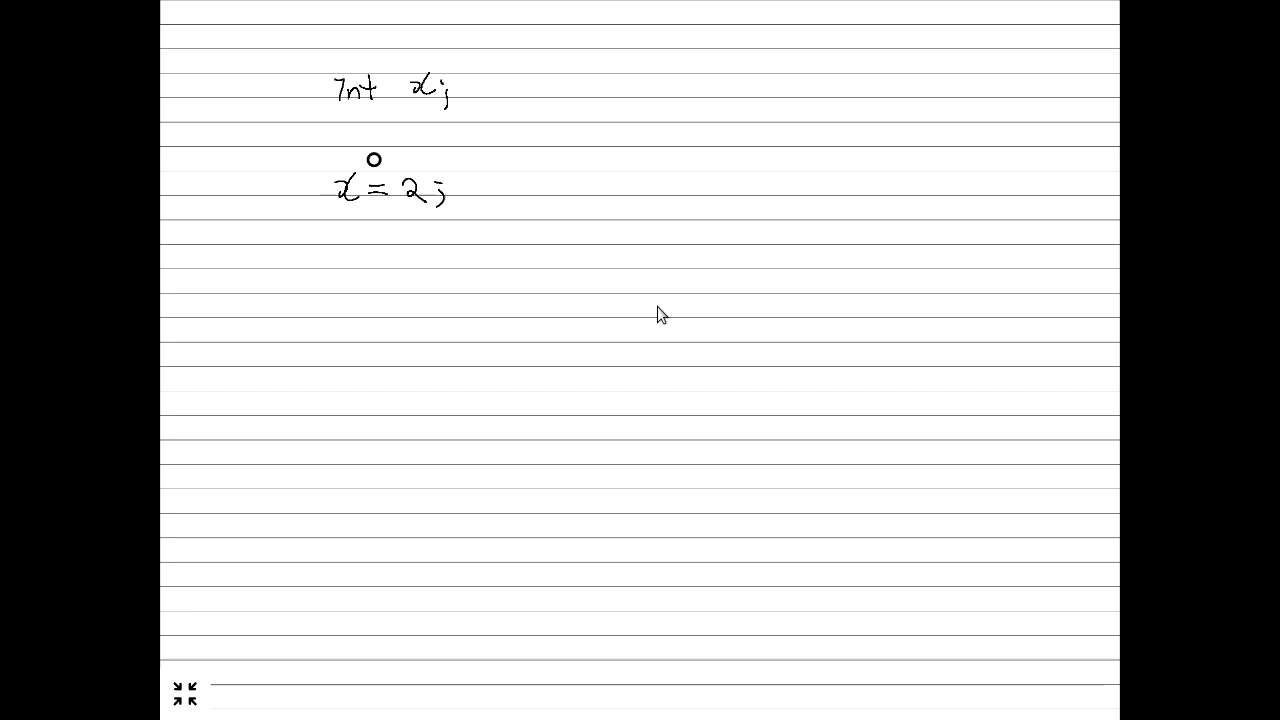 int x;
x = 2;